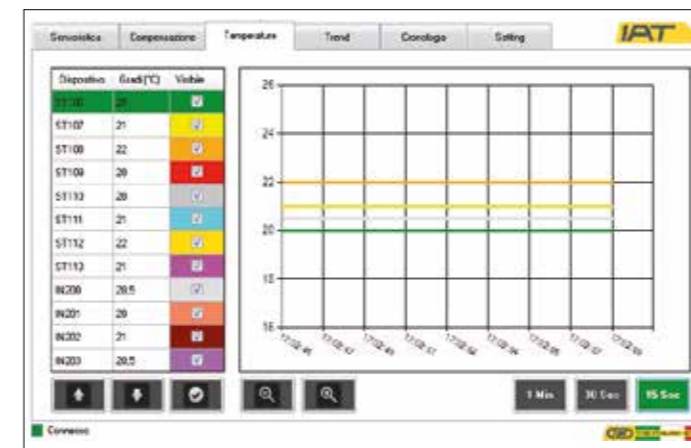 Sensoristica Compensazione Temperature Trend Cronologia Setting IAT
Dispositivo Gradi(°C) Visibile
ST107 21
ST108 22
ST109 20
ST110 20
ST111 21
ST112 22
ST113 21
IN200 20,5
IN201 20
IN202 21
IN203 20,5
26
24
22
20
18
16
1 Min 30 Sec 15 Sec
Connesso